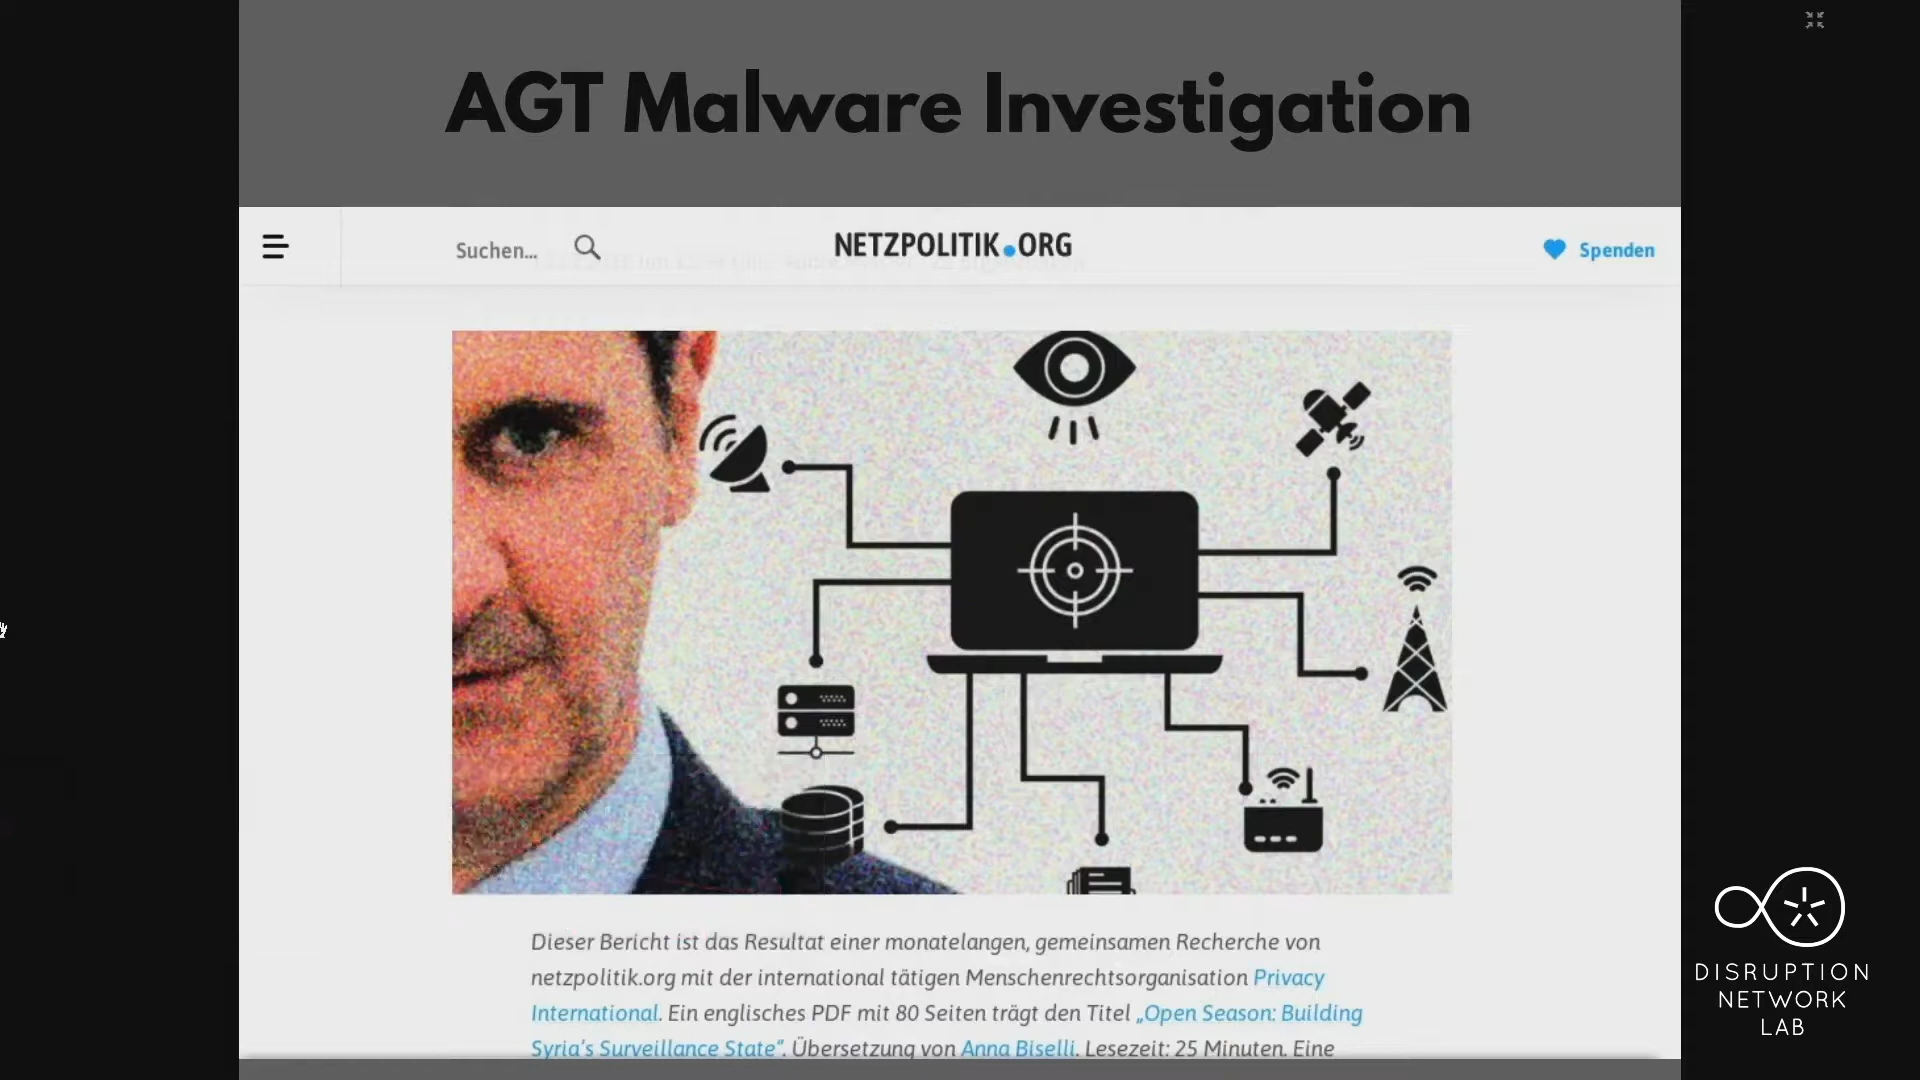 AGT Malware Investigation
Suchen... NETZPOLITIK.ORG Spenden
Dieser Bericht ist das Resultat einer monatelangen, gemeinsamen Recherche von
netzpolitik.org mit der international tätigen Menschenrechtsorganisation Privacy
International. Ein englisches PDF mit 80 Seiten trägt den Titel „Open Season: Building
Syria's Surveillance State“. Übersetzung von Anna Biselli. Lesezeit: 25 Minuten. Eine
DISRUPTION
NETWORK
LAB